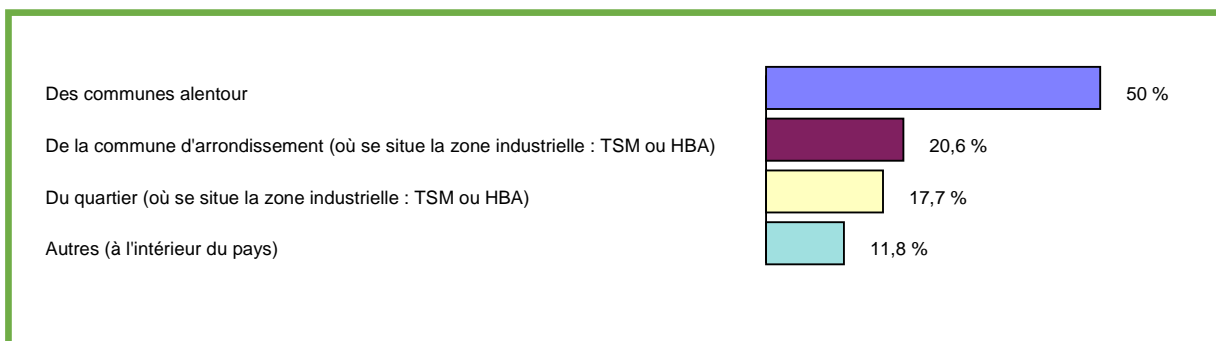 Des communes alentour 50 %
De la commune d'arrondissement (où se situe la zone industrielle : TSM ou HBA) 20,6 %
Du quartier (où se situe la zone industrielle : TSM ou HBA) 17,7 %
Autres (à l'intérieur du pays) 11,8 %